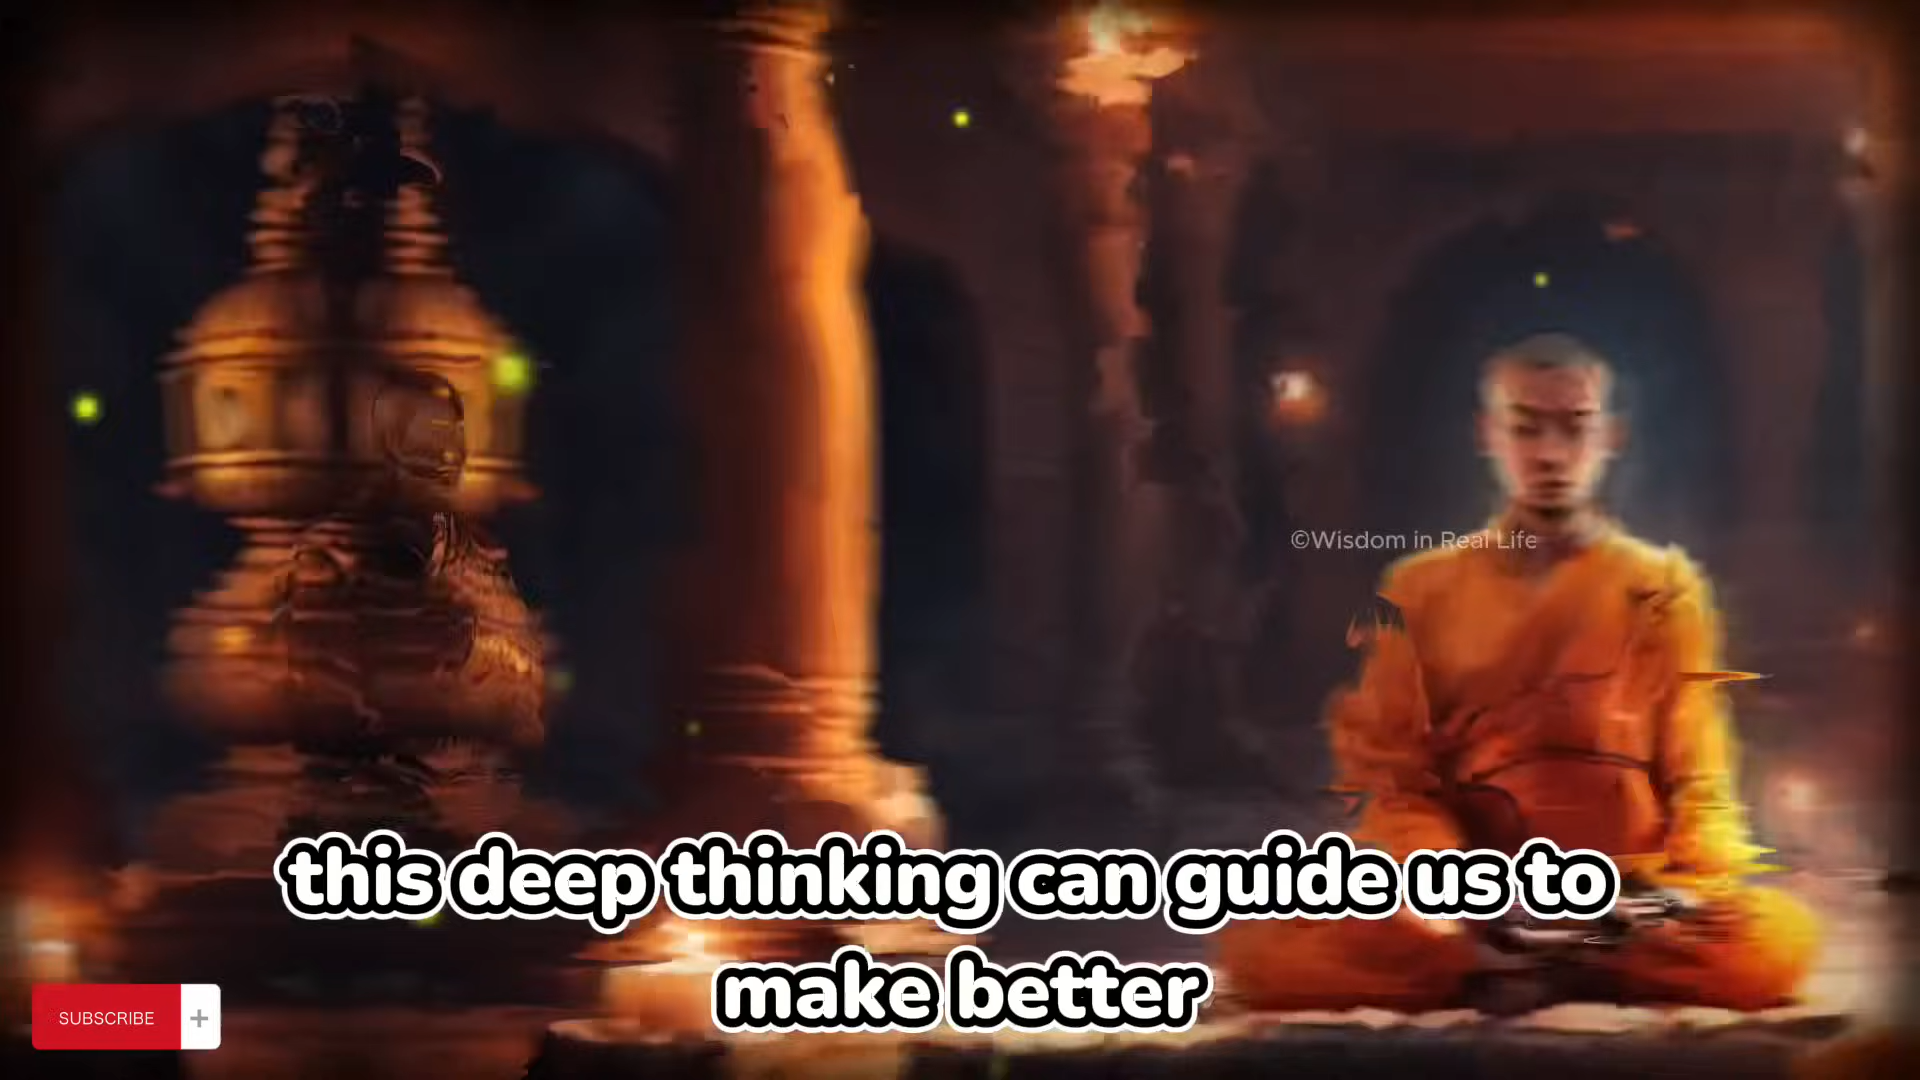 ©Wisdom in Real Life
this deep thinking can guide us to
make better
SUBSCRIBE +